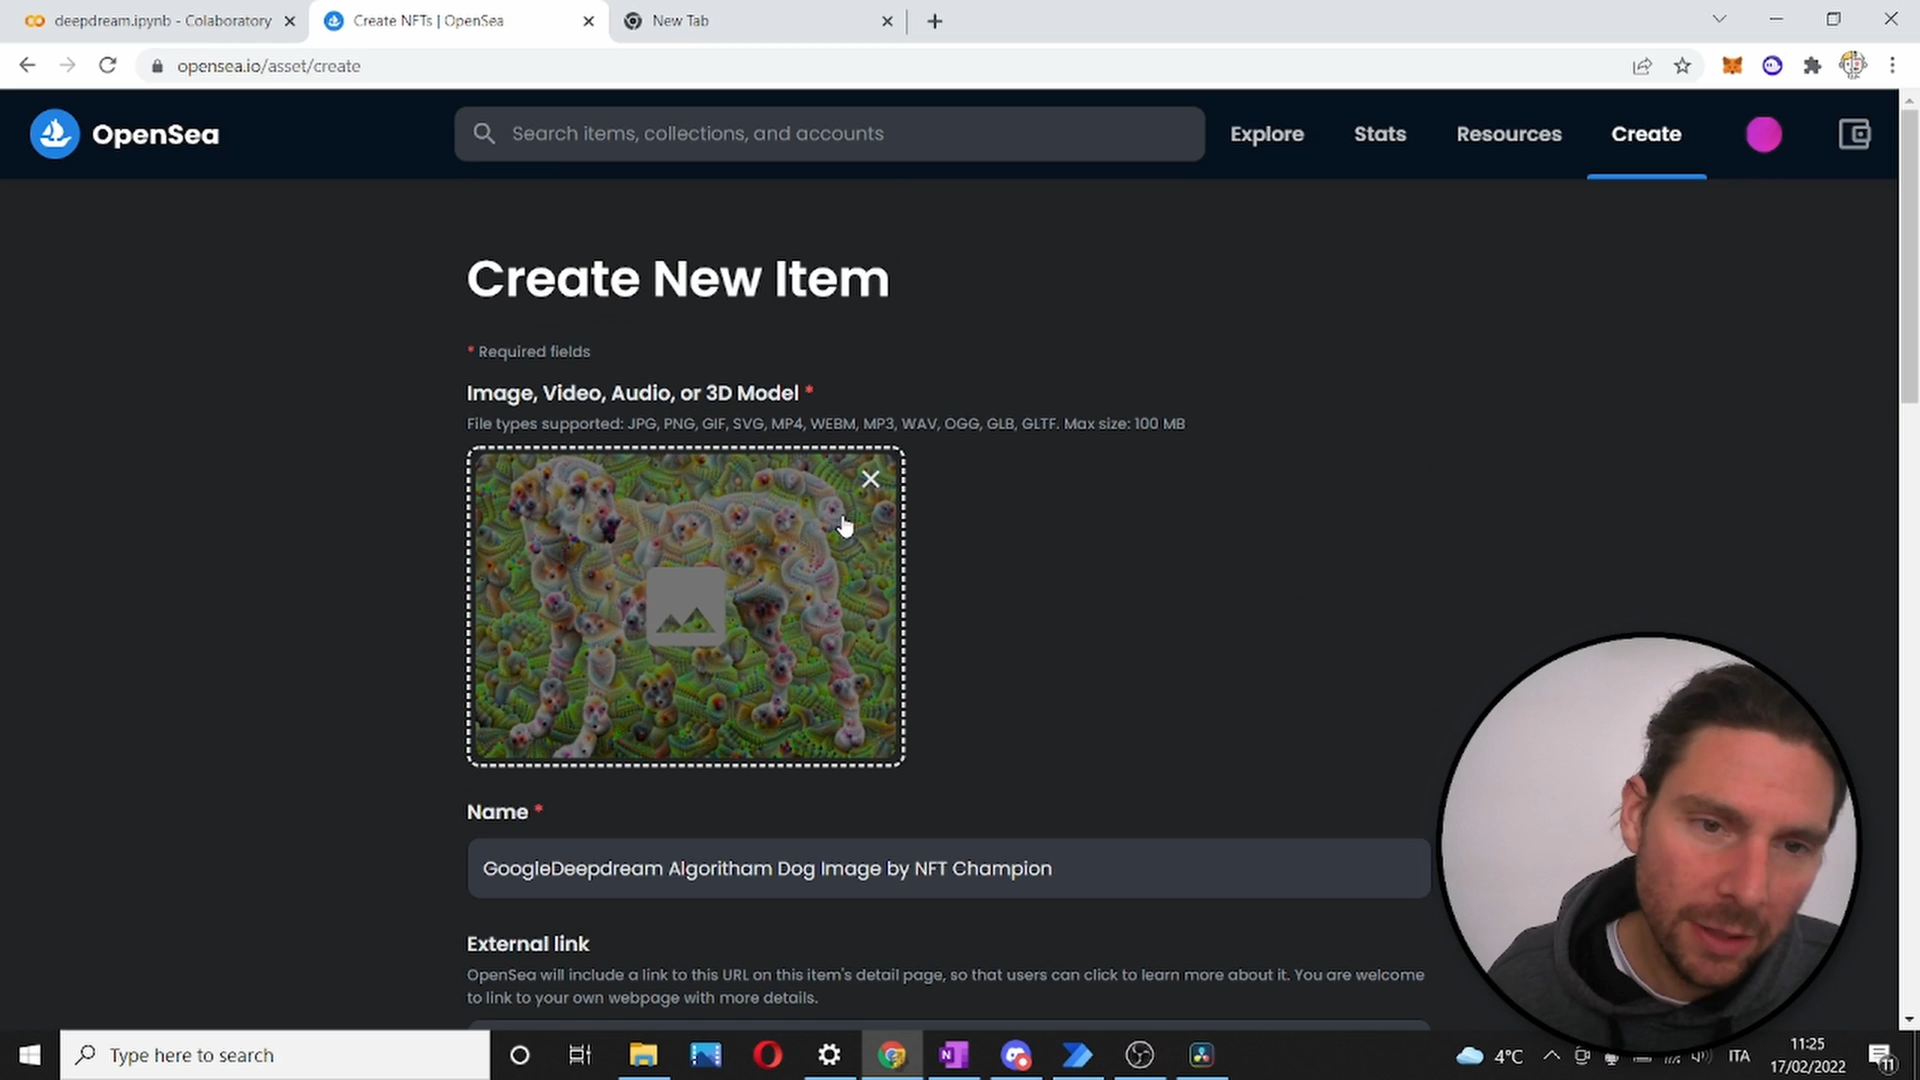 deepdream.ipynb - Colaboratory
Create NFTs | OpenSea
New Tab
opensea.io/asset/create
OpenSea
Search items, collections, and accounts
Explore
Stats
Resources
Create
Create New Item
* Required fields
Image, Video, Audio, or 3D Model *
File types supported: JPG, PNG, GIF, SVG, MP4, WEBM, MP3, WAV, OGG, GLB, GLTF. Max size: 100 MB
Name *
GoogleDeepdream Algoritham Dog Image by NFT Champion
External link
OpenSea will include a link to this URL on this item's detail page, so that users can click to learn more about it. You are welcome
to link to your own webpage with more details.
Type here to search
4°C
ITA
11:25
17/02/2022
11